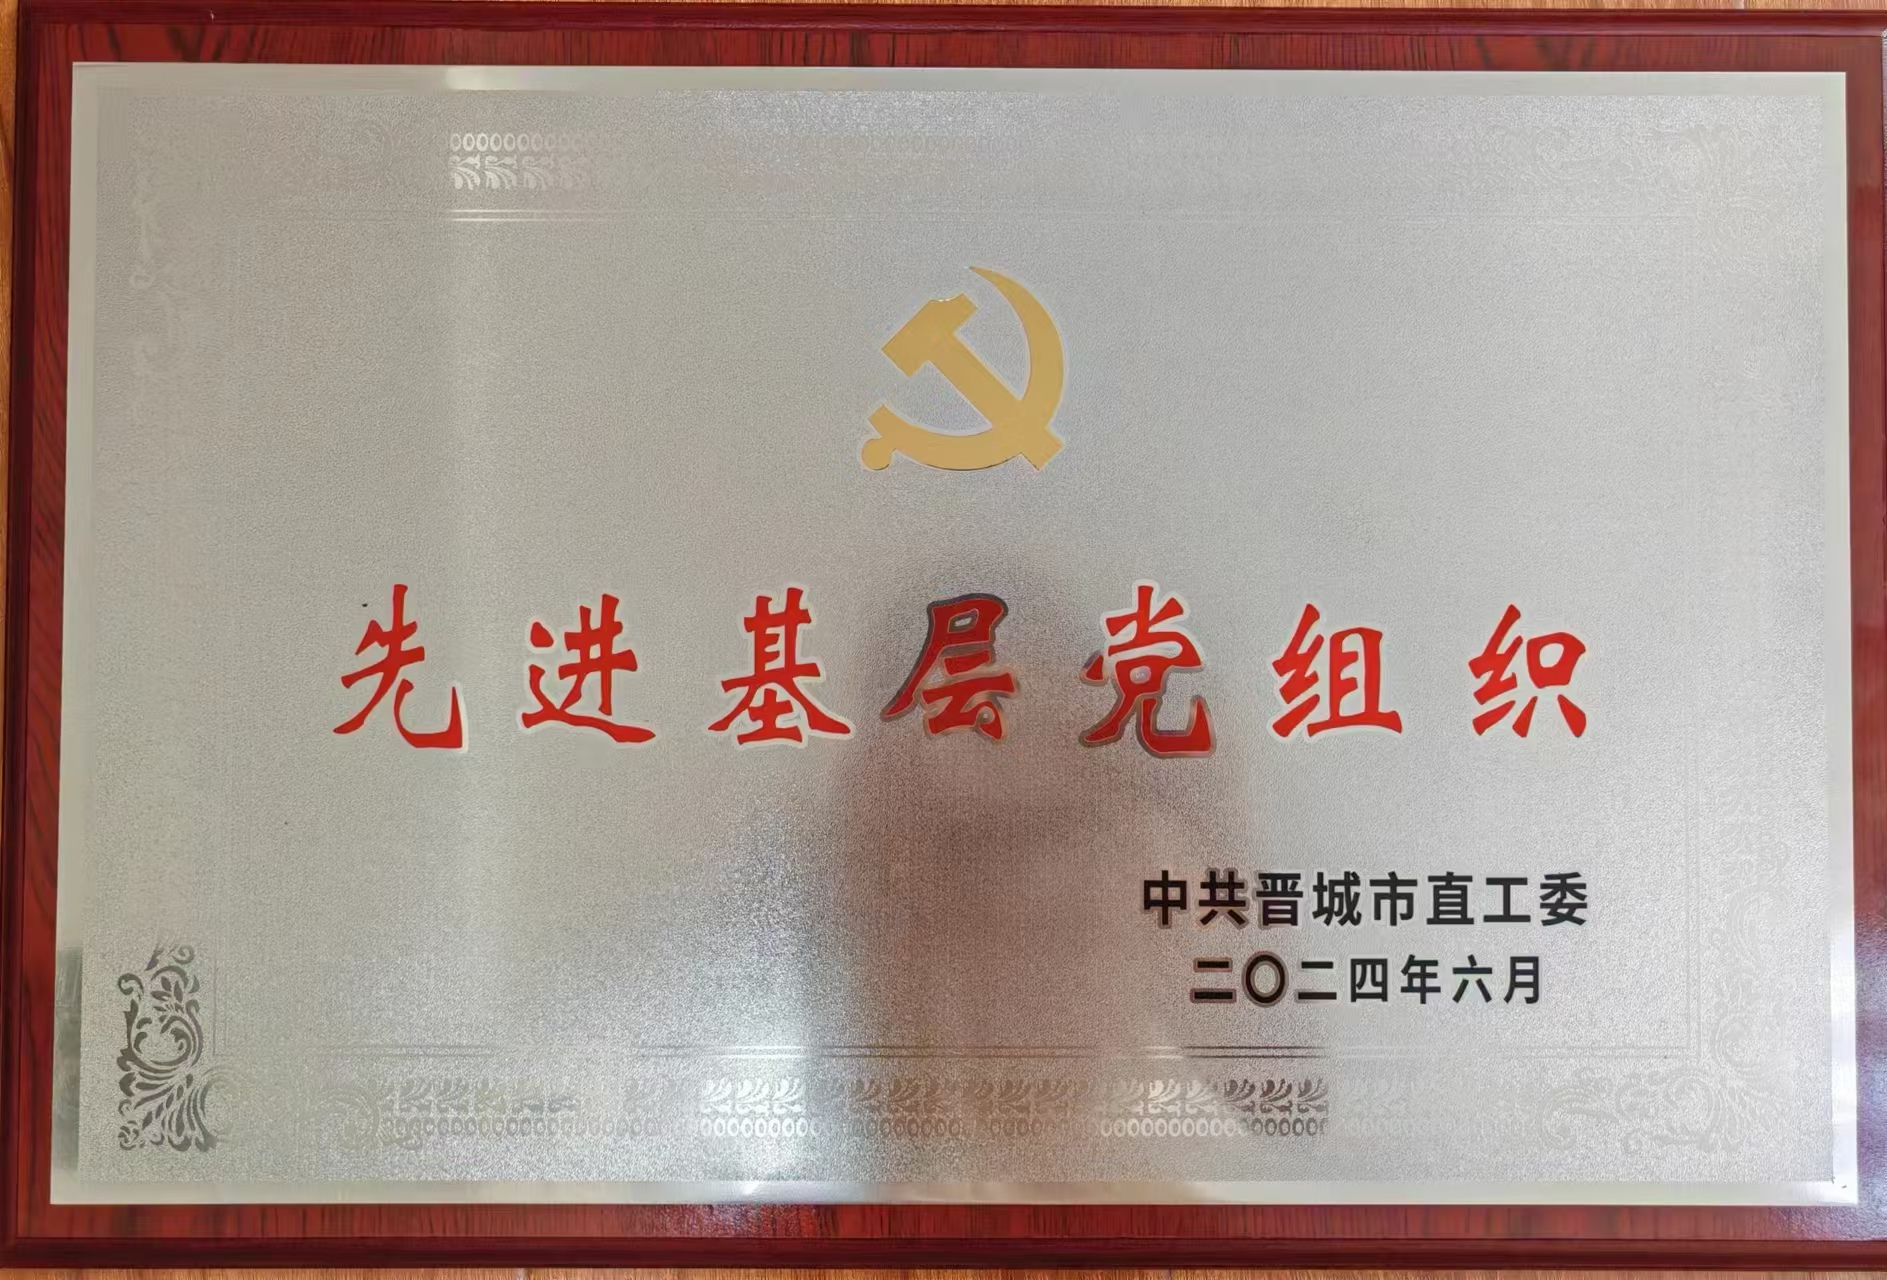 先进基层党组织
中共晋城市直工委
二〇二四年六月